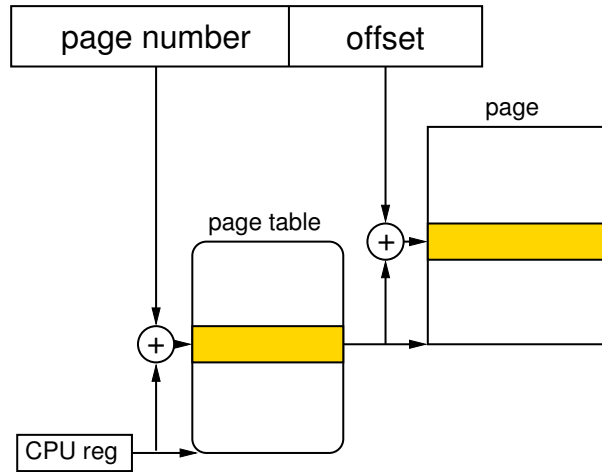 page number offset
page
page table
+
+
CPU reg